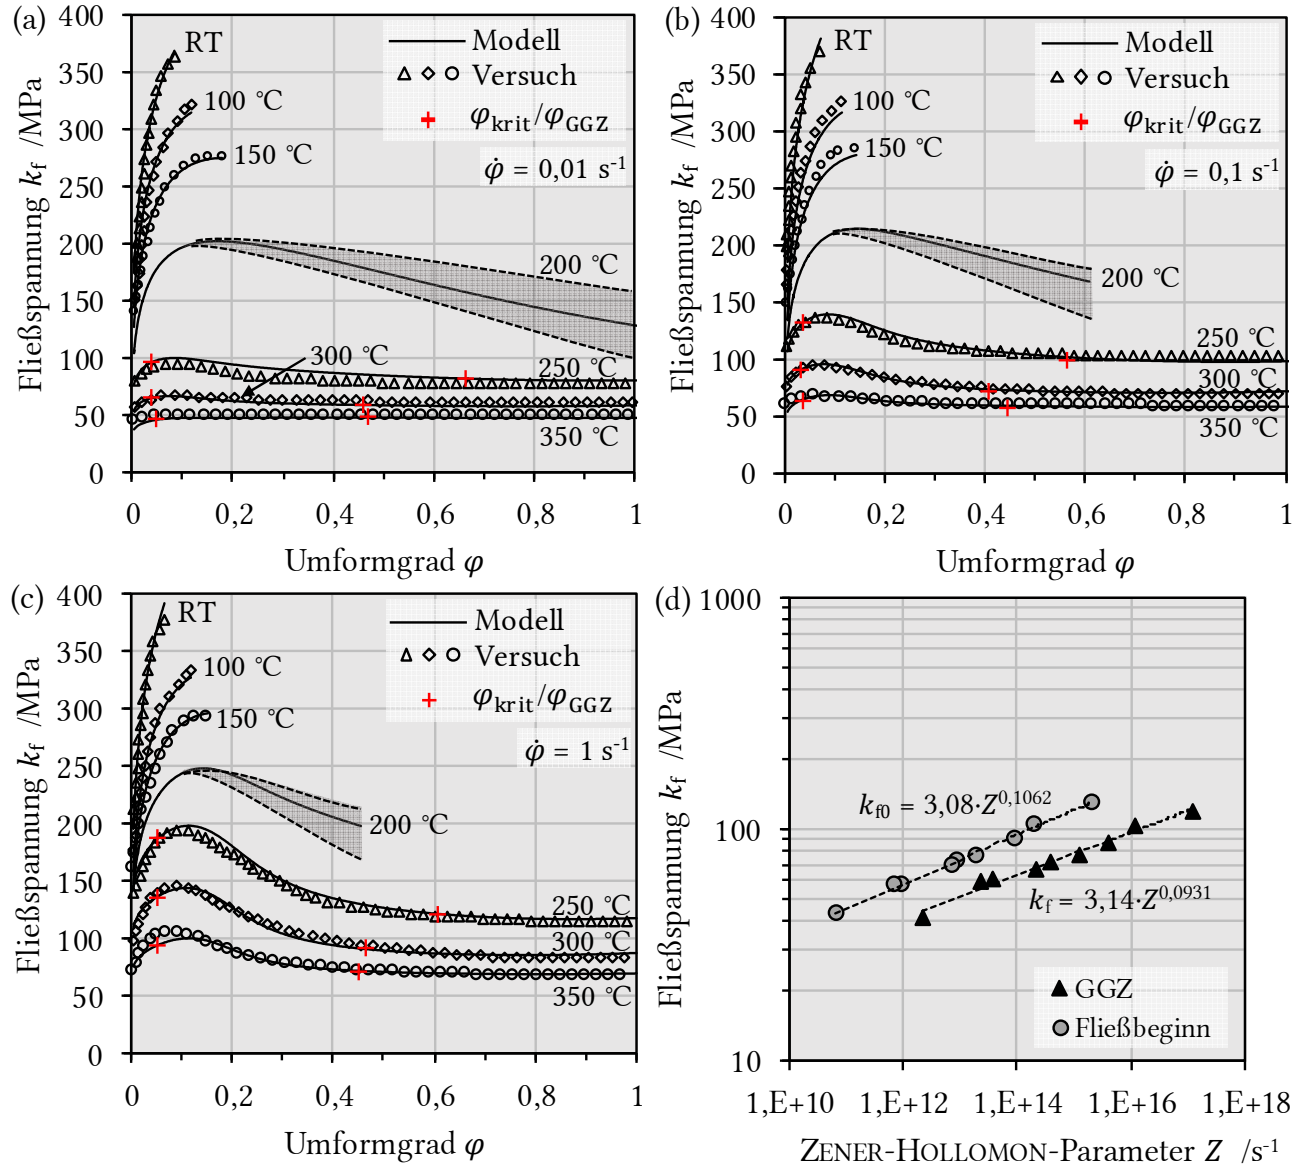 (a)
400
350
300
250
200
150
100
50
0
Fließspannung kf /MPa
RT
100 °C
150 °C
200 °C
300 °C
250 °C
350 °C
Modell
Versuch
φkrit/φGGZ
φ̇ = 0,01 s-1
0 0,2 0,4 0,6 0,8 1
Umformgrad φ
(b)
400
350
300
250
200
150
100
50
0
Fließspannung kf /MPa
RT
100 °C
150 °C
200 °C
250 °C
300 °C
350 °C
Modell
Versuch
φkrit/φGGZ
φ̇ = 0,1 s-1
0 0,2 0,4 0,6 0,8 1
Umformgrad φ
(c)
400
350
300
250
200
150
100
50
0
Fließspannung kf /MPa
RT
100 °C
150 °C
200 °C
250 °C
300 °C
350 °C
Modell
Versuch
φkrit/φGGZ
φ̇ = 1 s-1
0 0,2 0,4 0,6 0,8 1
Umformgrad φ
(d)
1000
100
10
Fließspannung kf /MPa
kf0 = 3,08·Z0,1062
kf = 3,14·Z0,0931
GGZ
Fließbeginn
1,E+10 1,E+12 1,E+14 1,E+16 1,E+18
ZENER-HOLLOMON-Parameter Z /s-1